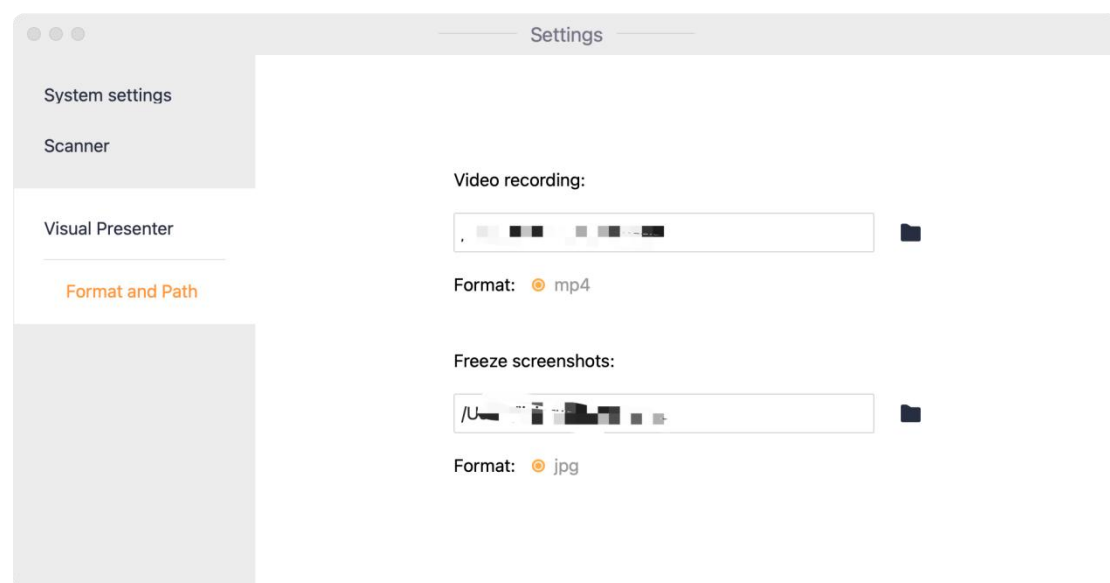 Settings
System settings
Scanner
Visual Presenter
Format and Path
Video recording:
Format: mp4
Freeze screenshots:
Format: jpg